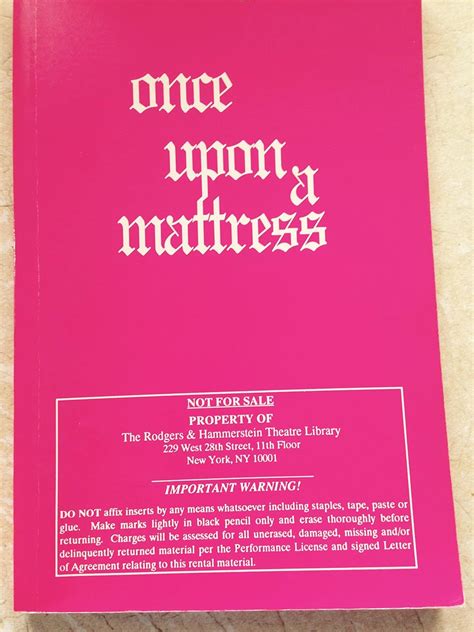 once
upon
a
mattress
NOT FOR SALE
PROPERTY OF
The Rodgers & Hammerstein Theatre Library
229 West 28th Street, 11th Floor
New York, NY 10001
IMPORTANT WARNING!
DO NOT affix inserts by any means whatsoever including staples, tape, paste or
glue. Make marks lightly in black pencil only and erase thoroughly before
returning. Charges will be assessed for all unerased, damaged, missing and/or
delinquently returned material per the Performance License and signed Letter
of Agreement relating to this rental material.